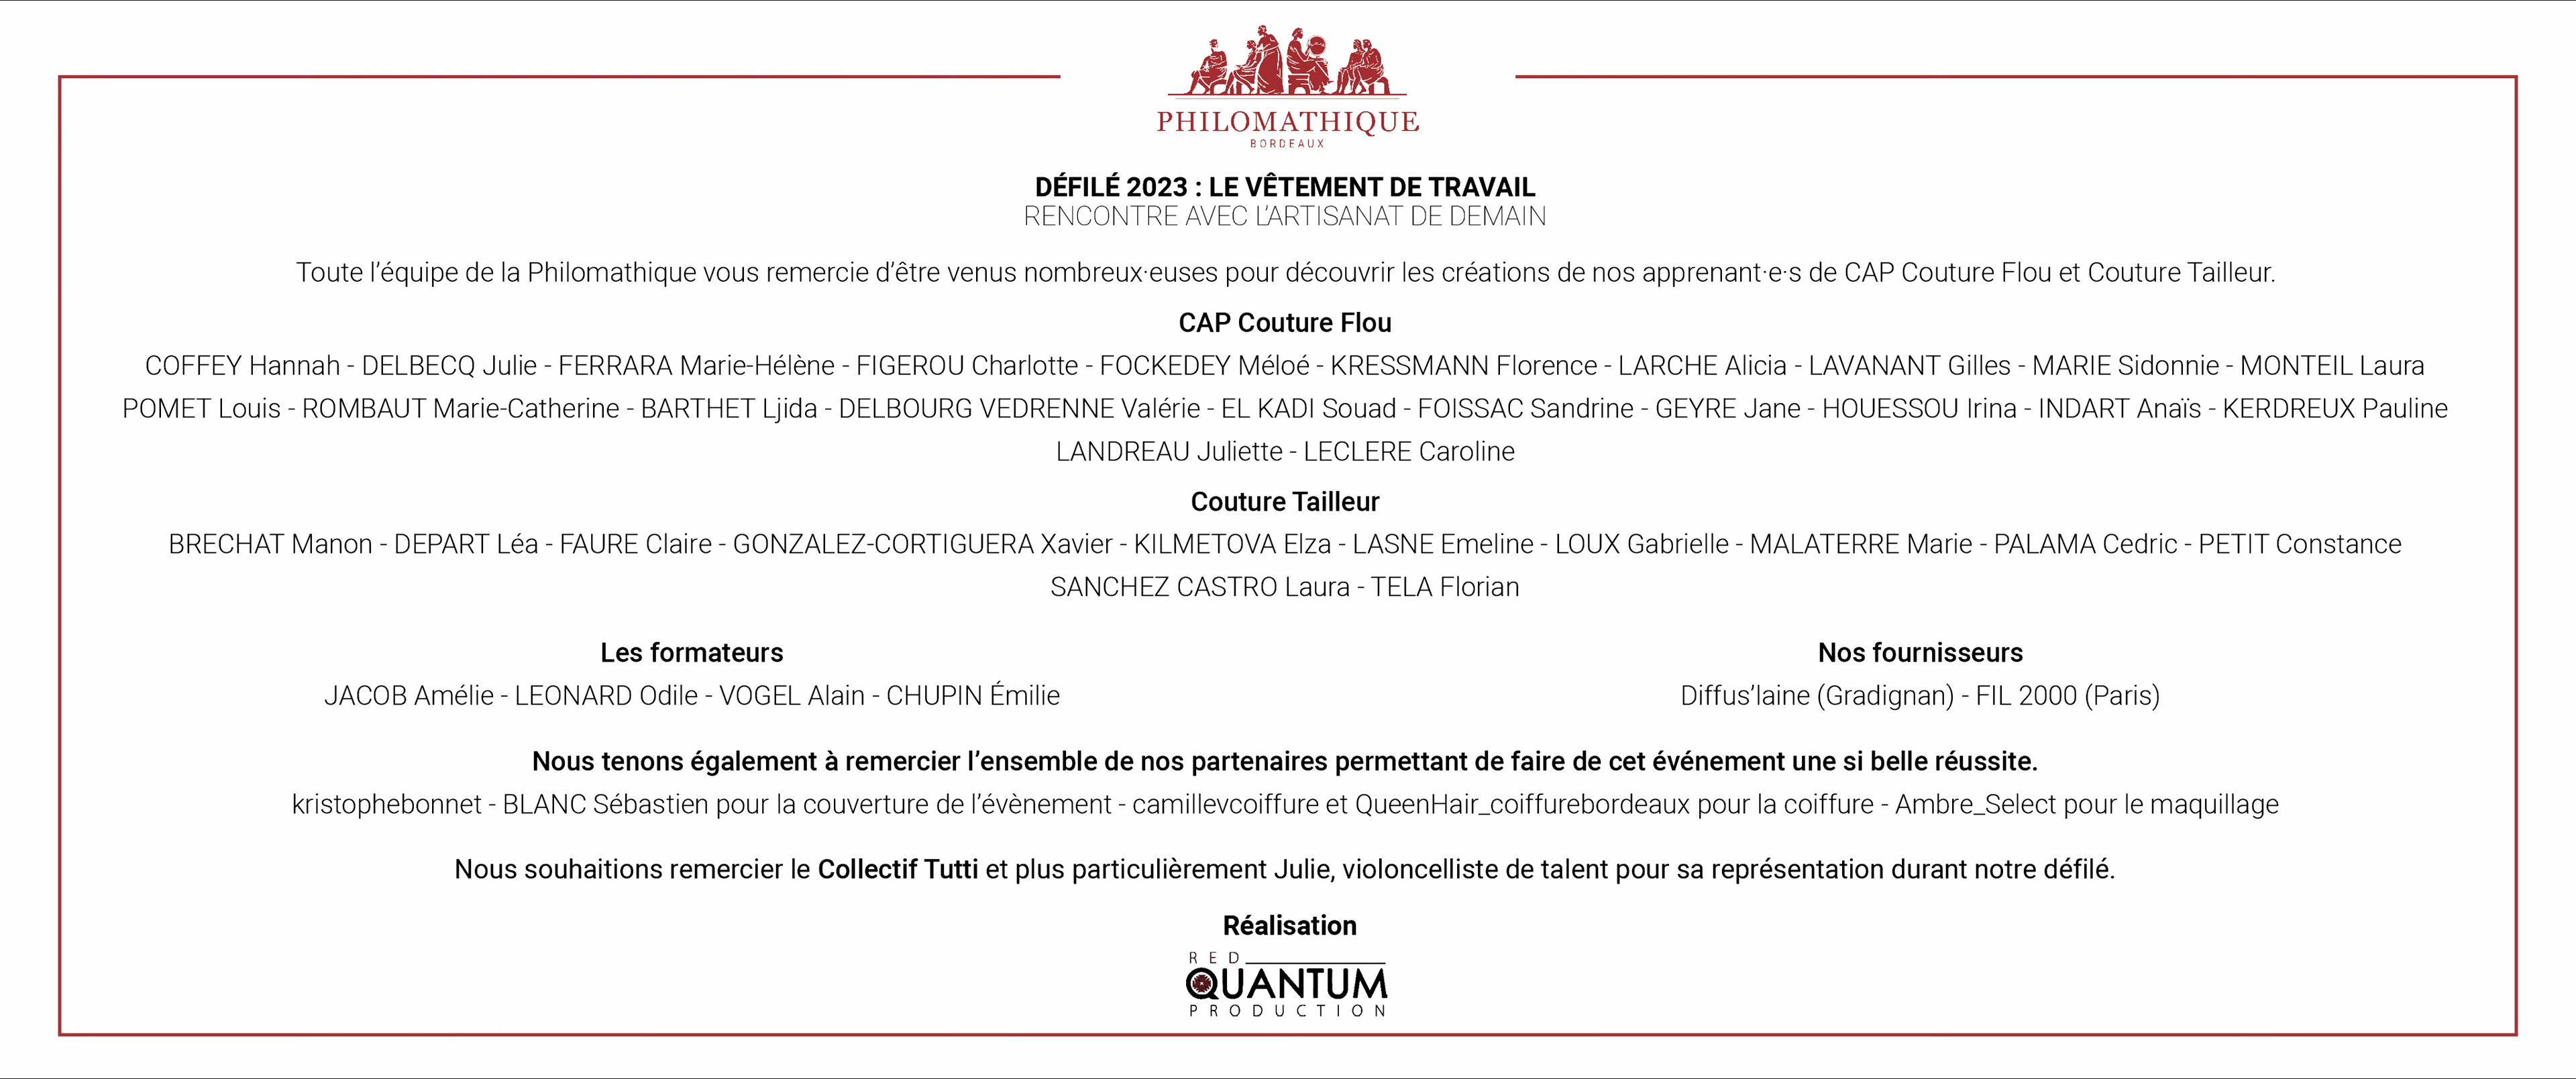 PHILOMATHIQUE
BORDEAUX
DÉFILÉ 2023 : LE VÊTEMENT DE TRAVAIL
RENCONTRE AVEC L'ARTISANAT DE DEMAIN
Toute l'équipe de la Philomathique vous remercie d'être venus nombreux·euses pour découvrir les créations de nos apprenant·e·s de CAP Couture Flou et Couture Tailleur.
CAP Couture Flou
COFFEY Hannah - DELBECQ Julie - FERRARA Marie-Hélène - FIGEROU Charlotte - FOCKEDEY Méloé - KRESSMANN Florence - LARCHE Alicia - LAVANANT Gilles - MARIE Sidonnie - MONTEIL Laura
POMET Louis - ROMBAUT Marie-Catherine - BARTHET Ljida - DELBOURG VEDRENNE Valérie - EL KADI Souad - FOISSAC Sandrine - GEYRE Jane - HOUESSOU Irina - INDART Anaïs - KERDREUX Pauline
LANDREAU Juliette - LECLERE Caroline
Couture Tailleur
BRECHAT Manon - DEPART Léa - FAURE Claire - GONZALEZ-CORTIGUERA Xavier - KILMETOVA Elza - LASNE Emeline - LOUX Gabrielle - MALATERRE Marie - PALAMA Cedric - PETIT Constance
SANCHEZ CASTRO Laura - TELA Florian
Les formateurs
JACOB Amélie - LEONARD Odile - VOGEL Alain - CHUPIN Émilie
Nos fournisseurs
Diffus'laine (Gradignan) - FIL 2000 (Paris)
Nous tenons également à remercier l'ensemble de nos partenaires permettant de faire de cet événement une si belle réussite.
kristophebonnet - BLANC Sébastien pour la couverture de l'évènement - camillevcoiffure et QueenHair_coiffurebordeaux pour la coiffure - Ambre_Select pour le maquillage
Nous souhaitions remercier le Collectif Tutti et plus particulièrement Julie, violoncelliste de talent pour sa représentation durant notre défilé.
Réalisation
RED
QUANTUM
PRODUCTION